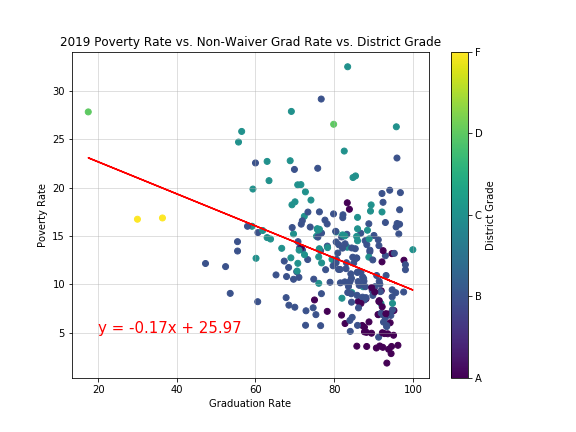 2019 Poverty Rate vs. Non-Waiver Grad Rate vs. District Grade
30
25
20
15
10
5
Poverty Rate
y = -0.17x + 25.97
20 40 60 80 100
Graduation Rate
F
D
C
B
A
District Grade